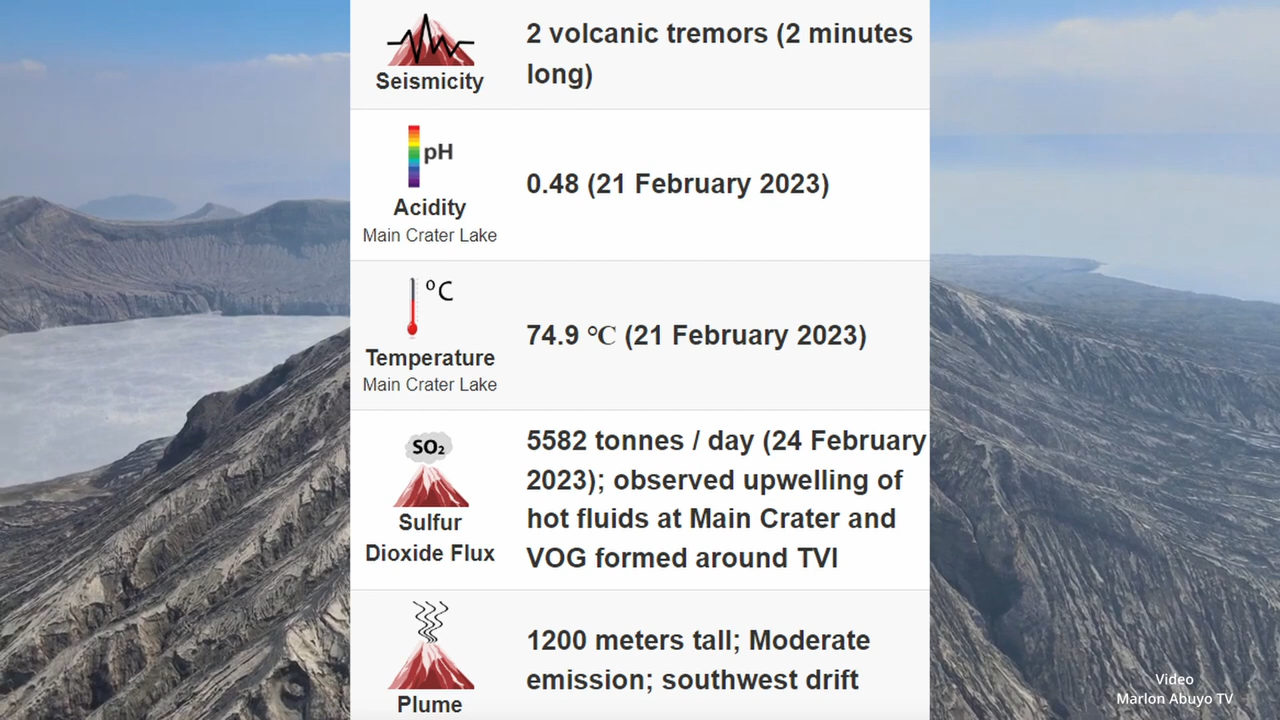 2 volcanic tremors (2 minutes
long)
Seismicity
pH
0.48 (21 February 2023)
Acidity
Main Crater Lake
°C
74.9 ℃ (21 February 2023)
Temperature
Main Crater Lake
SO₂
5582 tonnes / day (24 February
2023); observed upwelling of
hot fluids at Main Crater and
VOG formed around TVI
Sulfur
Dioxide Flux
1200 meters tall; Moderate
emission; southwest drift
Plume
Video
Marlon Abuyo TV